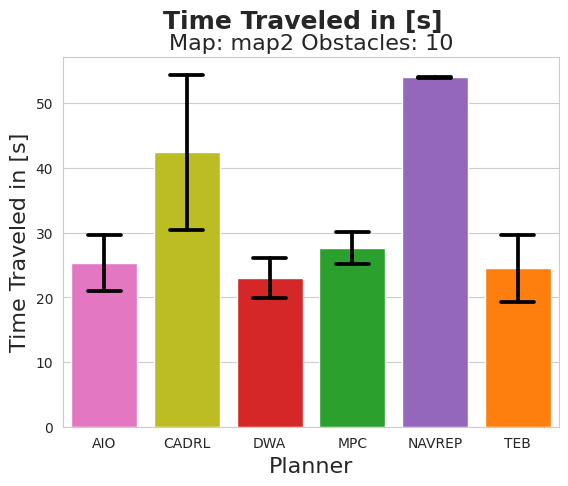 Time Traveled in [s]
Map: map2 Obstacles: 10
Time Traveled in [s]
50
40
30
20
10
0
AIO CADRL DWA MPC NAVREP TEB
Planner